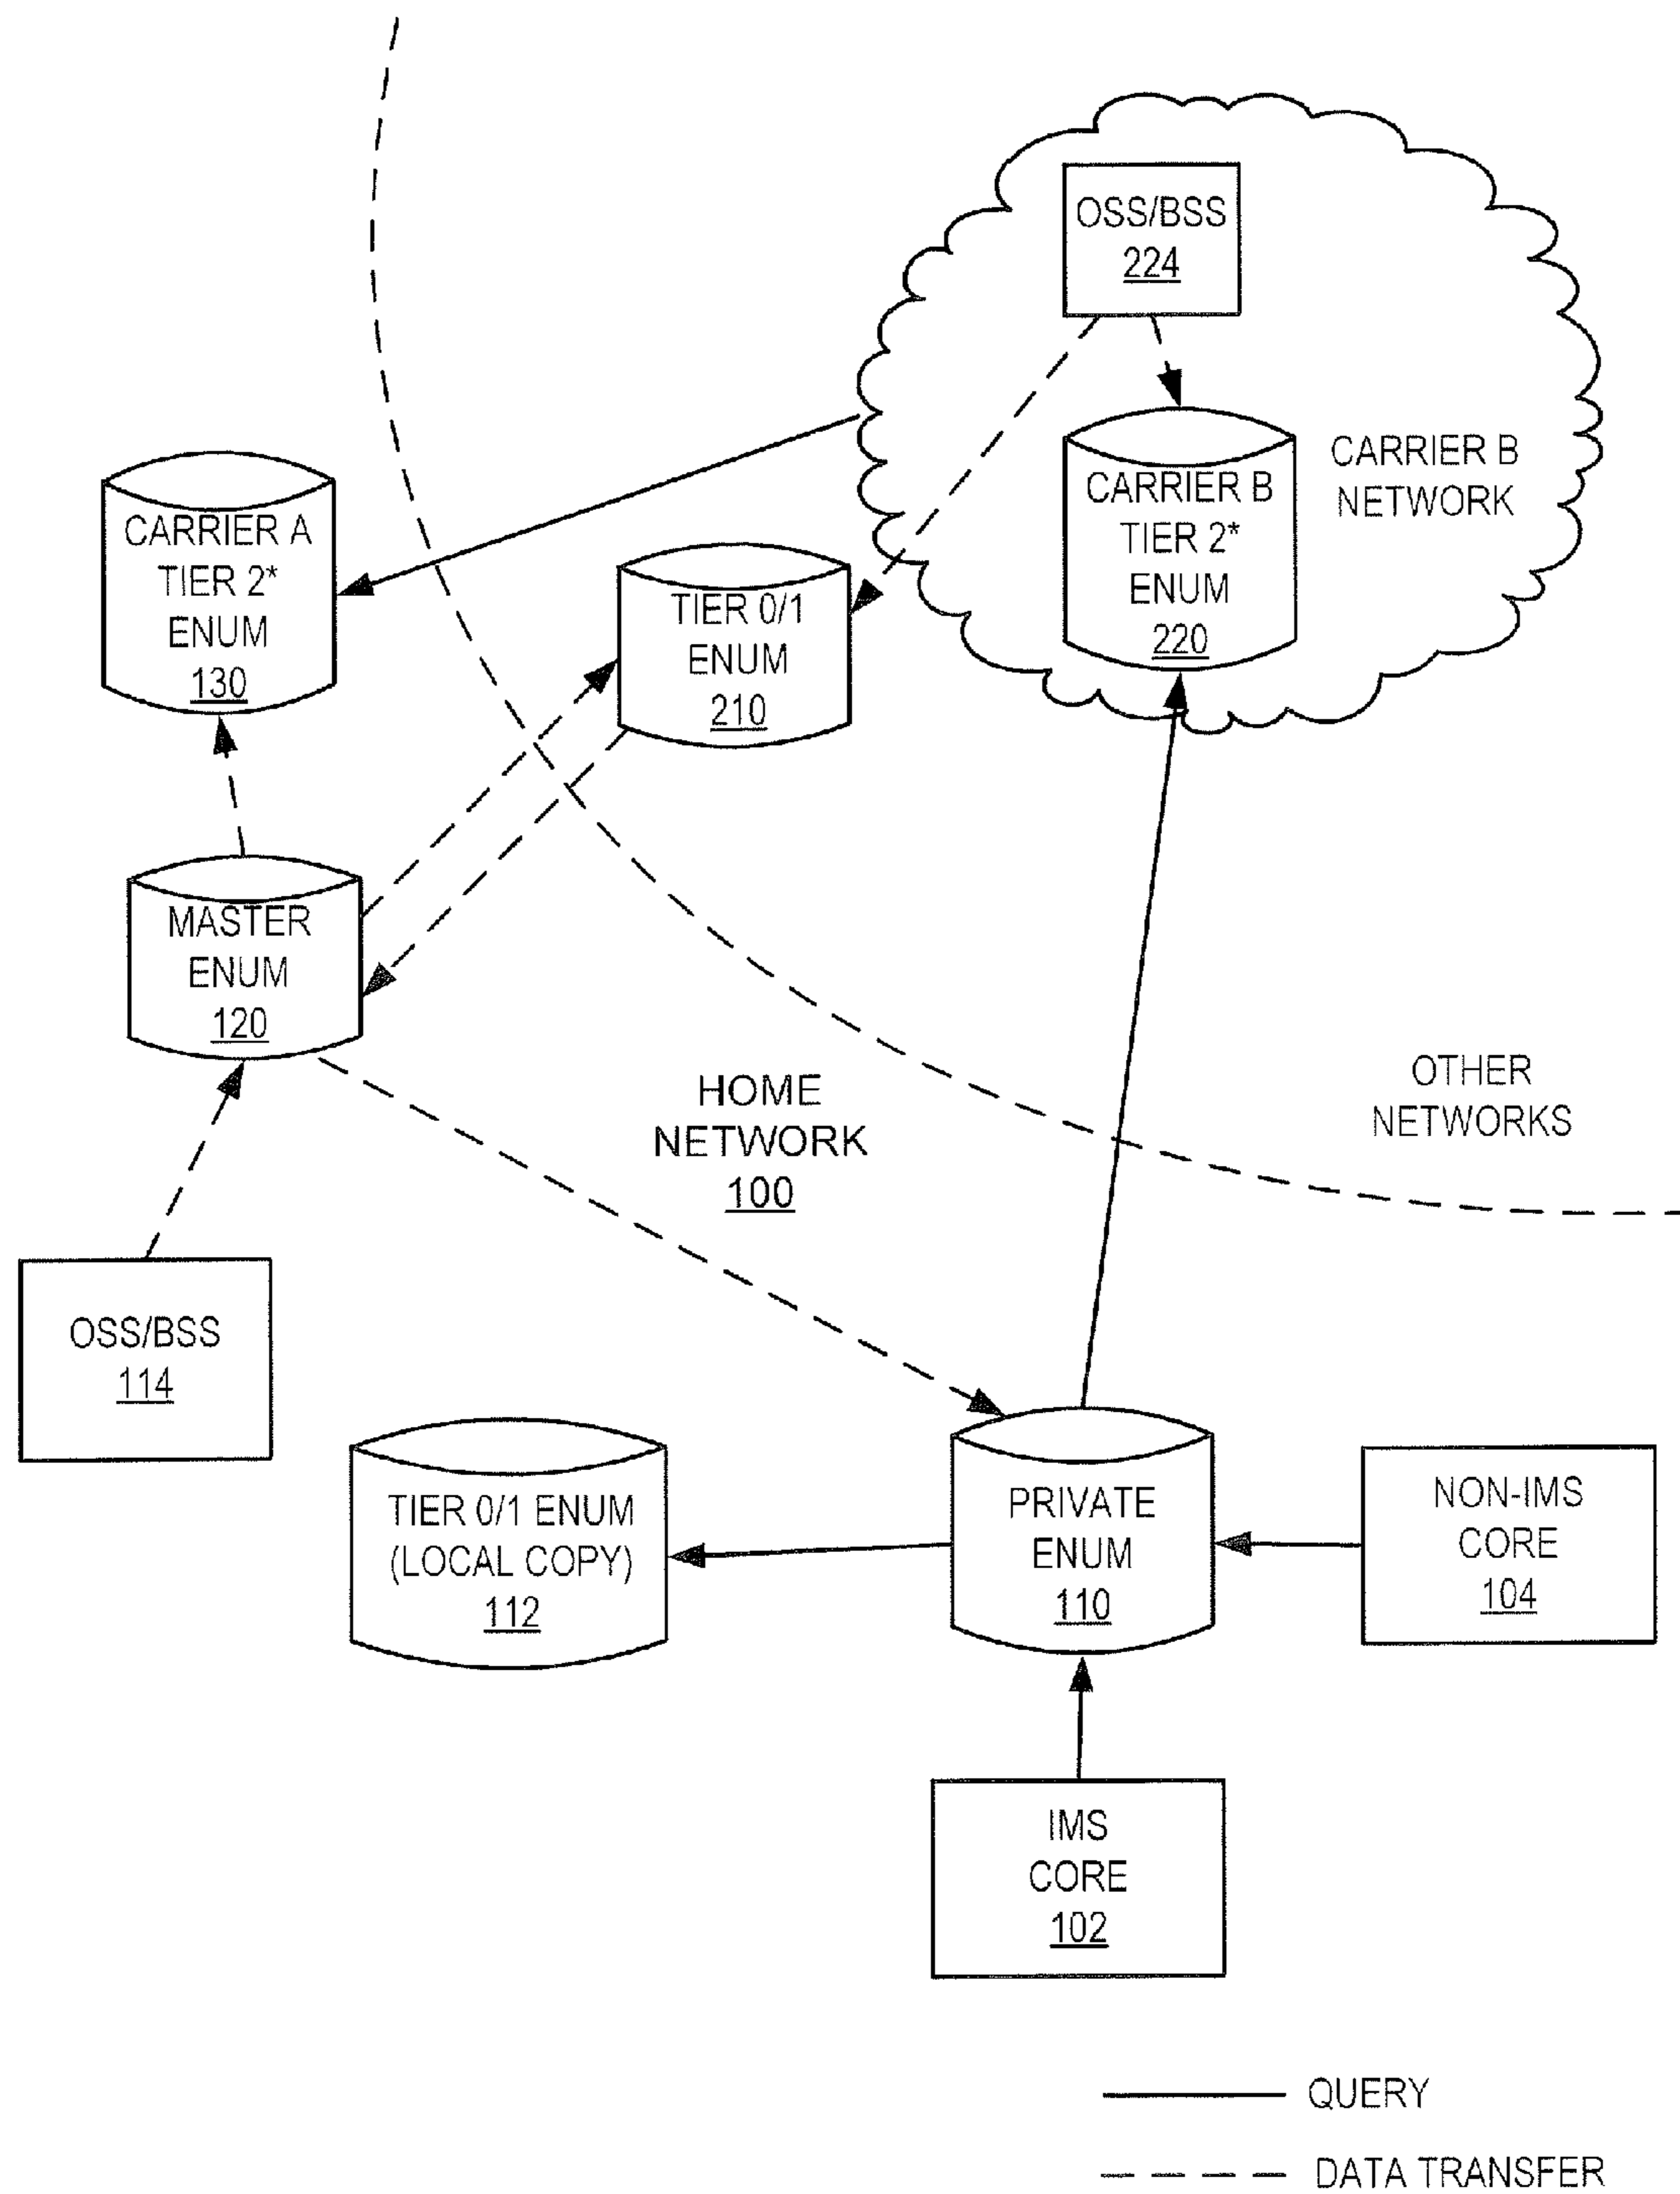 OSS/BSS
224
CARRIER B
NETWORK
CARRIER B
TIER 2*
ENUM
220
CARRIER A
TIER 2*
ENUM
130
TIER 0/1
ENUM
210
MASTER
ENUM
120
HOME
NETWORK
100
OTHER
NETWORKS
OSS/BSS
114
TIER 0/1 ENUM
(LOCAL COPY)
112
PRIVATE
ENUM
110
NON-IMS
CORE
104
IMS
CORE
102
QUERY
DATA TRANSFER